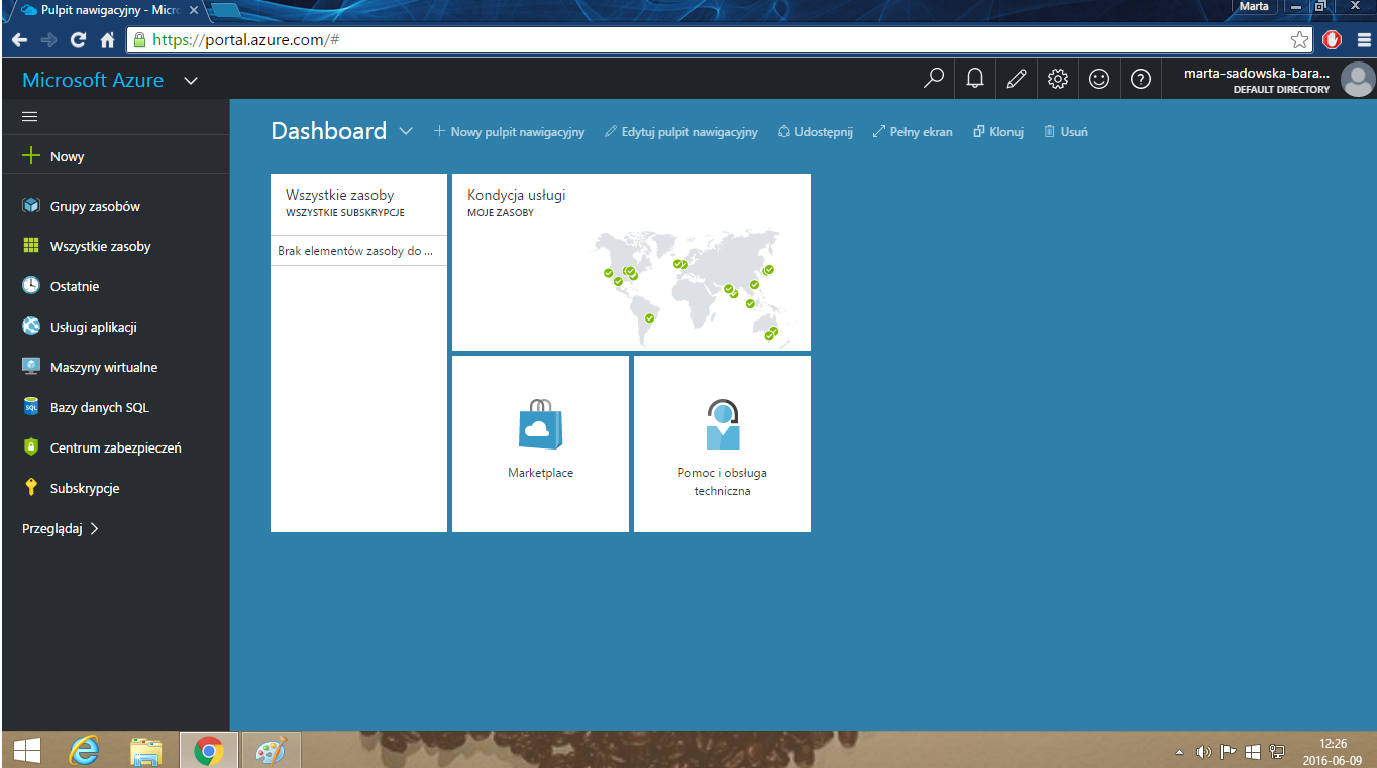 Pulpit nawigacyjny - Micro
Marta
https://portal.azure.com/#
Microsoft Azure
marta-sadowska-bara...
DEFAULT DIRECTORY
Dashboard
Nowy pulpit nawigacyjny
Edytuj pulpit nawigacyjny
Udostępnij
Pełny ekran
Klonuj
Usuń
Nowy
Grupy zasobów
Wszystkie zasoby
Ostatnie
Usługi aplikacji
Maszyny wirtualne
Bazy danych SQL
Centrum zabezpieczeń
Subskrypcje
Przeglądaj
Wszystkie zasoby
WSZYSTKIE SUBSKRYPCJE
Brak elementów zasoby do ...
Kondycja usługi
MOJE ZASOBY
Marketplace
Pomoc i obsługa
techniczna
12:26
2016-06-09